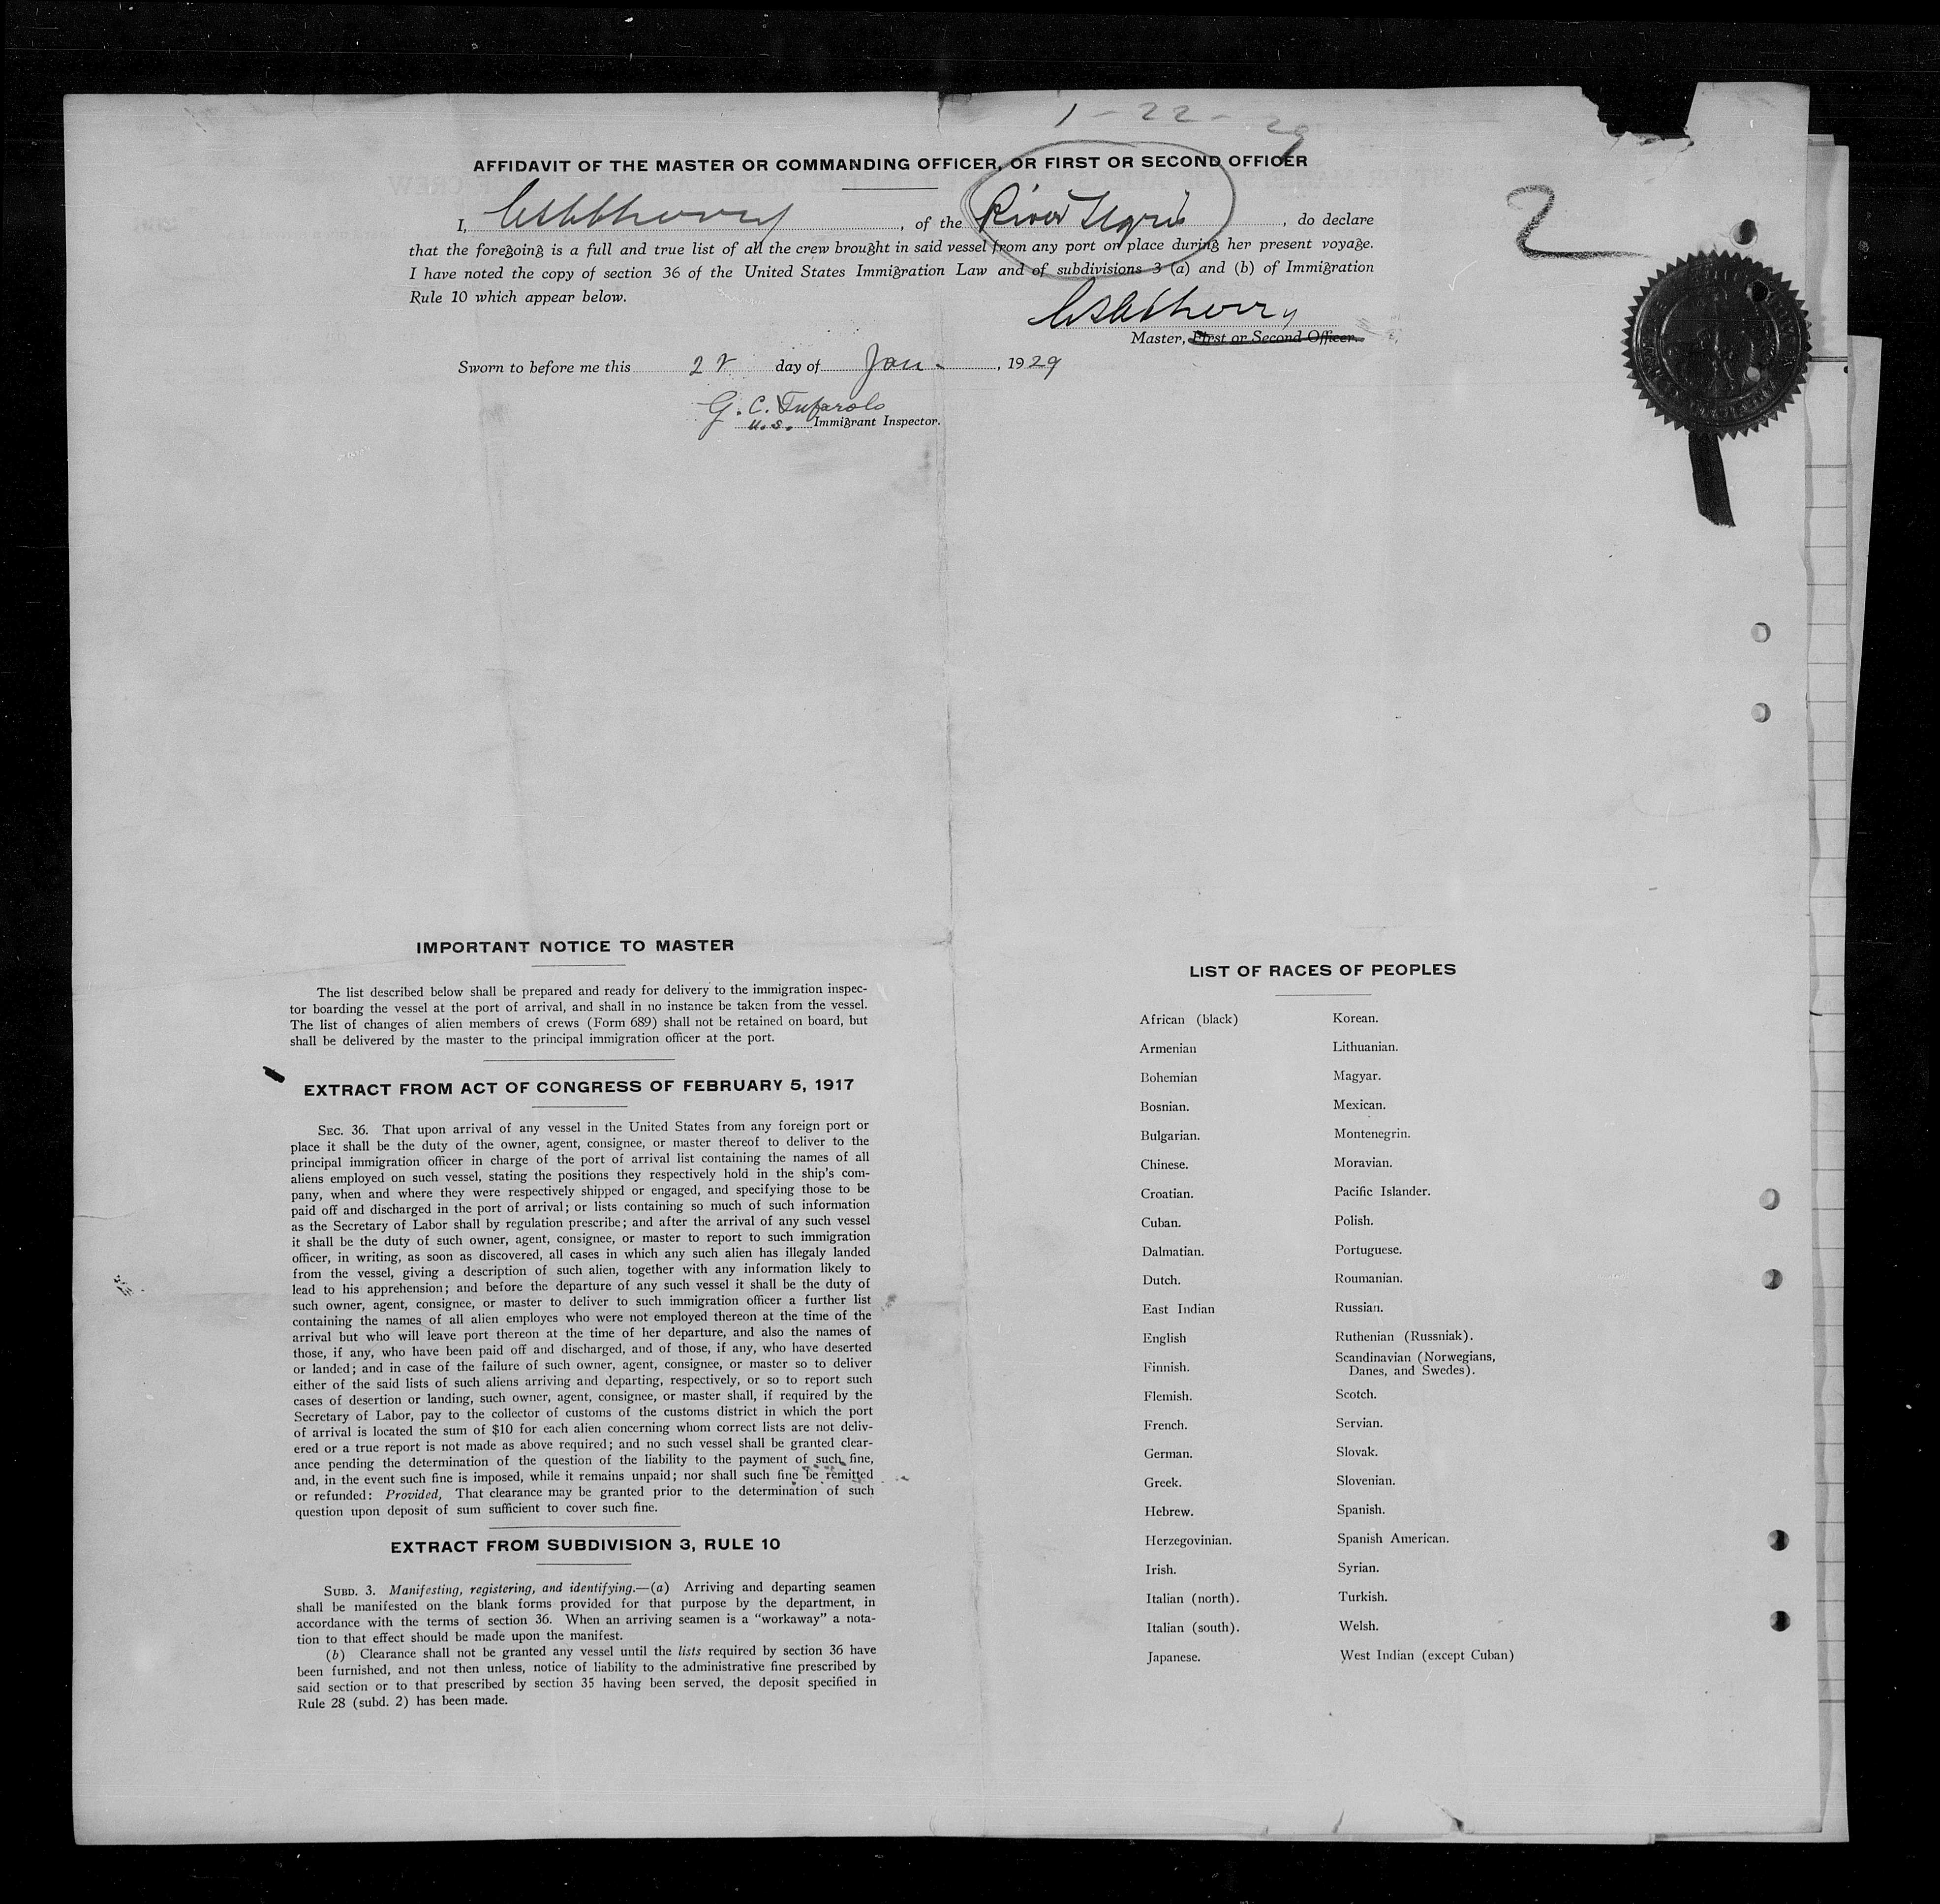 1-22-29
AFFIDAVIT OF THE MASTER OR COMMANDING OFFICER, OR FIRST OR SECOND OFFICER
I, , of the River , do declare
2
that the foregoing is a full and true list of all the crew brought in said vessel from any port or place during her present voyage.
I have noted the copy of section 36 of the United States Immigration Law and of subdivisions 3 (a) and (b) of Immigration
Rule 10 which appear below.
Master, First or Second Officer.
Sworn to before me this 22 day of Jan. , 1929
G. C.
U.S. Immigrant Inspector.
IMPORTANT NOTICE TO MASTER
The list described below shall be prepared and ready for delivery to the immigration inspec-
tor boarding the vessel at the port of arrival, and shall in no instance be taken from the vessel.
The list of changes of alien members of crews (Form 689) shall not be retained on board, but
shall be delivered by the master to the principal immigration officer at the port.
EXTRACT FROM ACT OF CONGRESS OF FEBRUARY 5, 1917
SEC. 36. That upon arrival of any vessel in the United States from any foreign port or
place it shall be the duty of the owner, agent, consignee, or master thereof to deliver to the
principal immigration officer in charge of the port of arrival list containing the names of all
aliens employed on such vessel, stating the positions they respectively hold in the ship's com-
pany, when and where they were respectively shipped or engaged, and specifying those to be
paid off and discharged in the port of arrival; or lists containing so much of such information
as the Secretary of Labor shall by regulation prescribe; and after the arrival of any such vessel
it shall be the duty of such owner, agent, consignee, or master to report to such immigration
officer, in writing, as soon as discovered, all cases in which any such alien has illegaly landed
from the vessel, giving a description of such alien, together with any information likely to
lead to his apprehension; and before the departure of any such vessel it shall be the duty of
such owner, agent, consignee, or master to deliver to such immigration officer a further list
containing the names of all alien employes who were not employed thereon at the time of the
arrival but who will leave port thereon at the time of her departure, and also the names of
those, if any, who have been paid off and discharged, and of those, if any, who have deserted
or landed; and in case of the failure of such owner, agent, consignee, or master so to deliver
either of the said lists of such aliens arriving and departing, respectively, or so to report such
cases of desertion or landing, such owner, agent, consignee, or master shall, if required by the
Secretary of Labor, pay to the collector of customs of the customs district in which the port
of arrival is located the sum of $10 for each alien concerning whom correct lists are not deliv-
ered or a true report is not made as above required; and no such vessel shall be granted clear-
ance pending the determination of the question of the liability to the payment of such fine,
and, in the event such fine is imposed, while it remains unpaid; nor shall such fine be remitted
or refunded: Provided, That clearance may be granted prior to the determination of such
question upon deposit of sum sufficient to cover such fine.
EXTRACT FROM SUBDIVISION 3, RULE 10
SUBD. 3. Manifesting, registering, and identifying.—(a) Arriving and departing seamen
shall be manifested on the blank forms provided for that purpose by the department, in
accordance with the terms of section 36. When an arriving seamen is a "workaway" a nota-
tion to that effect should be made upon the manifest.
(b) Clearance shall not be granted any vessel until the lists required by section 36 have
been furnished, and not then unless, notice of liability to the administrative fine prescribed by
said section or to that prescribed by section 35 having been served, the deposit specified in
Rule 28 (subd. 2) has been made.
LIST OF RACES OF PEOPLES
African (black)
Armenian
Bohemian
Bosnian.
Bulgarian.
Chinese.
Croatian.
Cuban.
Dalmatian.
Dutch.
East Indian
English
Finnish.
Flemish.
French.
German.
Greek.
Hebrew.
Herzegovinian.
Irish.
Italian (north).
Italian (south).
Japanese.
Korean.
Lithuanian.
Magyar.
Mexican.
Montenegrin.
Moravian.
Pacific Islander.
Polish.
Portuguese.
Roumanian.
Russian.
Ruthenian (Russniak).
Scandinavian (Norwegians,
Danes, and Swedes).
Scotch.
Servian.
Slovak.
Slovenian.
Spanish.
Spanish American.
Syrian.
Turkish.
Welsh.
West Indian (except Cuban)